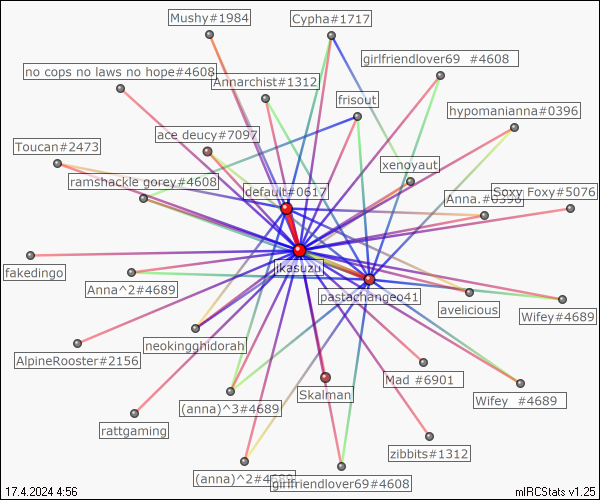 Mushy#1984
Cypha#1717
girlfriendlover69 #4608
no cops no laws no hope#4608
Annarchist#1312
frisout
hypomanianna#0396
ace deucy#7097
Toucan#2473
xenoyaut
ramshackle corey#4608
default#0617
Anna.#0396
Soxy Foxy#5076
jikasuzu
fakedingo
Anna^2#4689
pastachangeo41
avelicious
Wifey#4689
neokingghidorah
AlpineRooster#2156
Mad #6901
Skalman
Wifey #4689
(anna)^3#4689
rattgaming
zibbits#1312
(anna)^2#4689
girlfriendlover69#4608
17.4.2024 4:56
mIRCStats v1.25